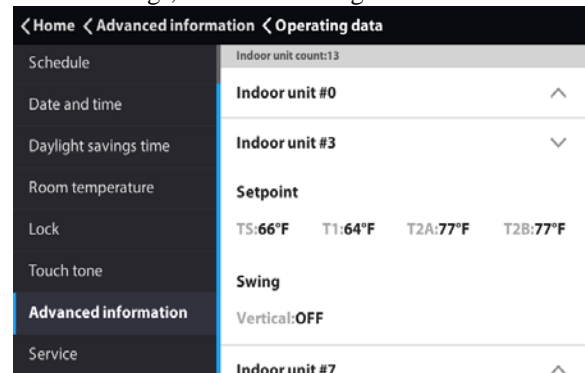 Home Advanced information Operating data
Schedule
Date and time
Daylight savings time
Room temperature
Lock
Touch tone
Advanced information
Service
Indoor unit count:13
Indoor unit #0
Indoor unit #3
Setpoint
TS:66°F T1:64°F T2A:77°F T2B:77°F
Swing
Vertical:OFF
Indoor unit #7